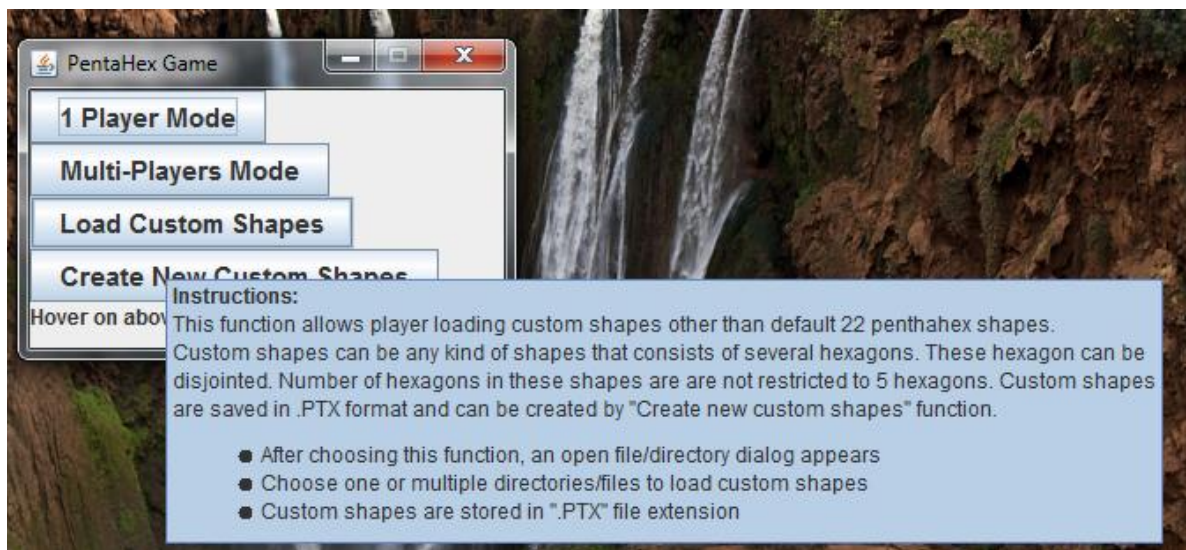 PentaHex Game
1 Player Mode
Multi-Players Mode
Load Custom Shapes
Create New Custom Shapes
Hover on abov
Instructions:
This function allows player loading custom shapes other than default 22 penthahex shapes.
Custom shapes can be any kind of shapes that consists of several hexagons. These hexagon can be
disjointed. Number of hexagons in these shapes are are not restricted to 5 hexagons. Custom shapes
are saved in .PTX format and can be created by "Create new custom shapes" function.
● After choosing this function, an open file/directory dialog appears
● Choose one or multiple directories/files to load custom shapes
● Custom shapes are stored in ".PTX" file extension